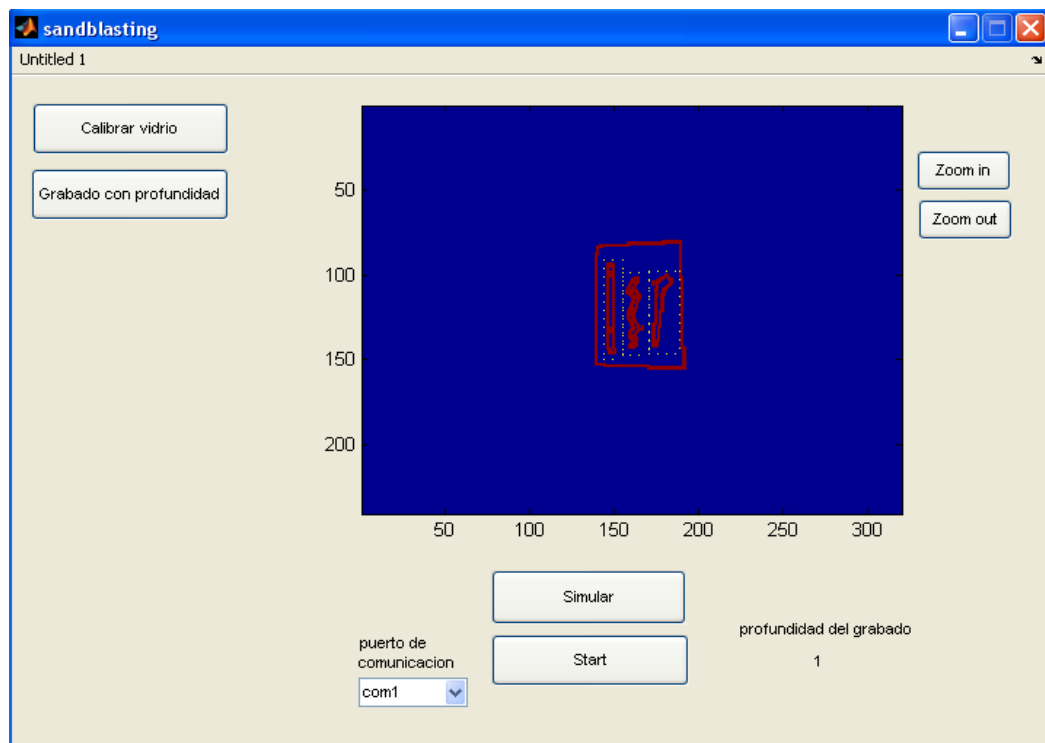 sandblasting
Untitled 1
Calibrar vidrio
Grabado con profundidad
50
100
150
200
50 100 150 200 250 300
Zoom in
Zoom out
Simular
Start
puerto de
comunicacion
com1
profundidad del grabado
1